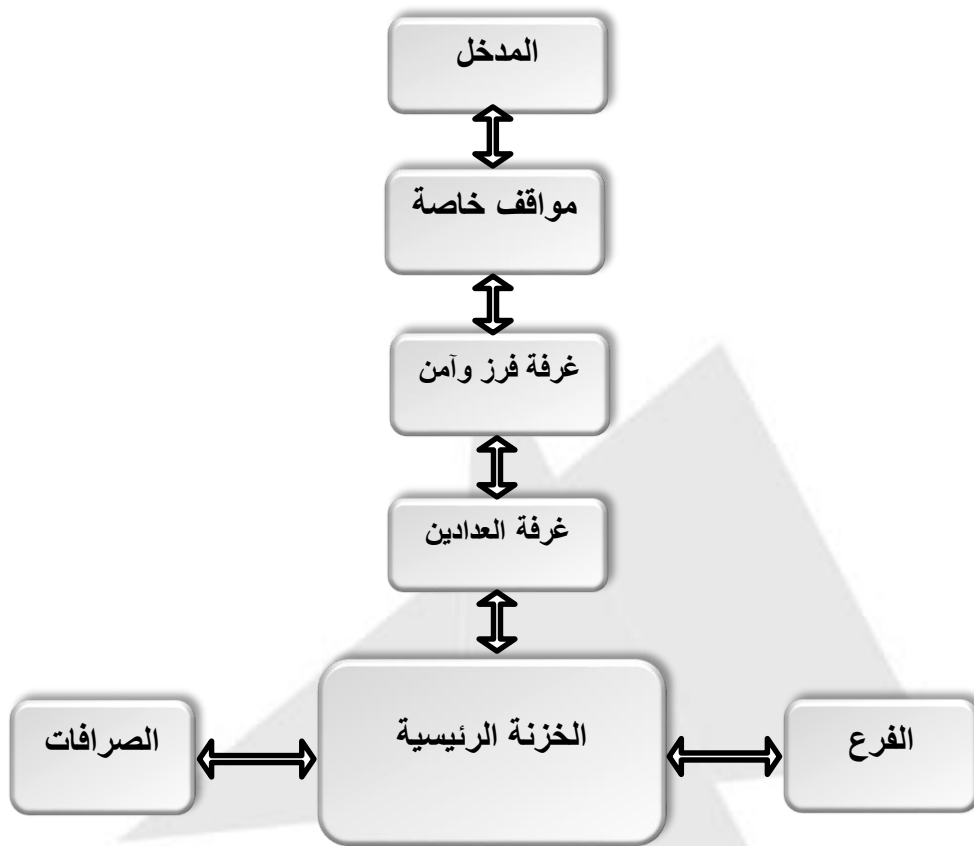 المدخل
مواقف خاصة
غرفة فرز وآمن
غرفة العدادين
الخزنة الرئيسية
الفرع
الصرافات